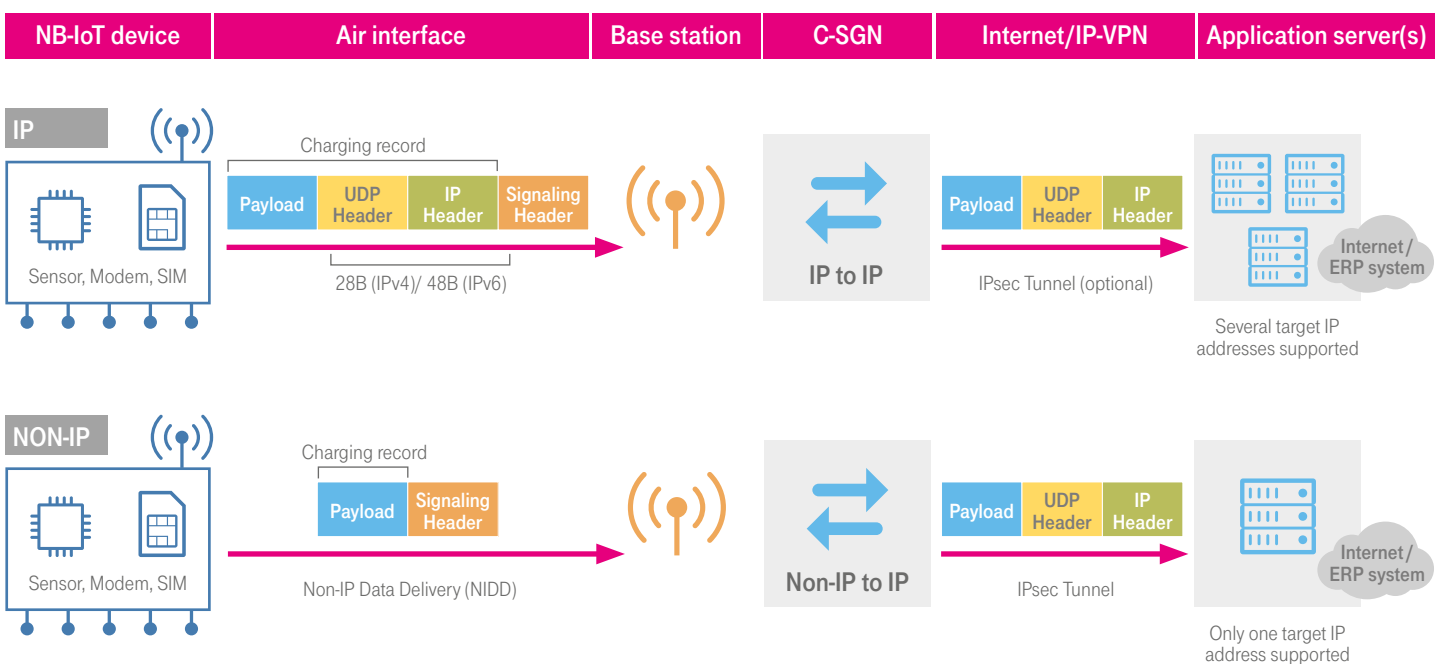 NB-IoT device
Air interface
Base station
C-SGN
Internet/IP-VPN
Application server(s)
IP
Sensor, Modem, SIM
Charging record
Payload
UDP
Header
IP
Header
Signaling
Header
28B (IPv4)/ 48B (IPv6)
IP to IP
Payload
UDP
Header
IP
Header
IPsec Tunnel (optional)
Internet/
ERP system
Several target IP
addresses supported
NON-IP
Sensor, Modem, SIM
Charging record
Payload
Signaling
Header
Non-IP Data Delivery (NIDD)
Non-IP to IP
Payload
UDP
Header
IP
Header
IPsec Tunnel
Internet/
ERP system
Only one target IP
address supported